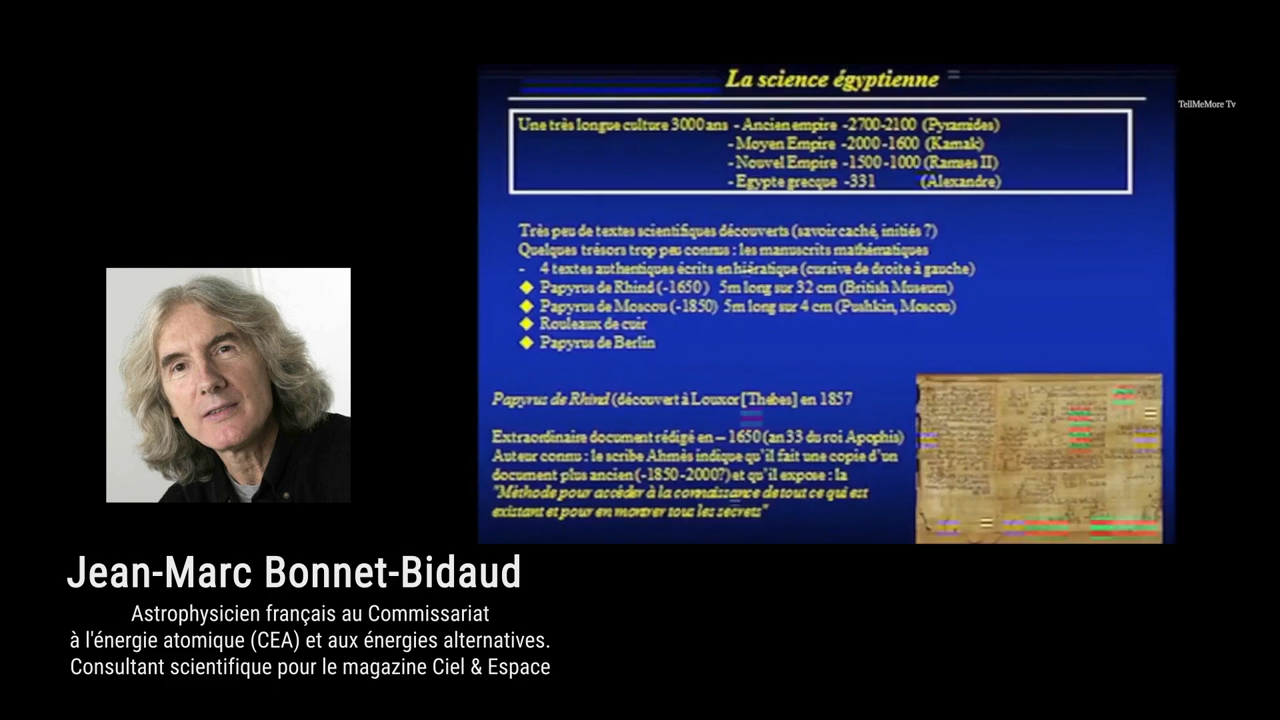 La science égyptienne
TellMeMore Tv
Une très longue culture 3000 ans - Ancien empire -2700-2100 (Pyramides)
- Moyen Empire -2000-1600 (Karnak)
- Nouvel Empire -1500-1000 (Ramses II)
- Egypte grecque -331 (Alexandre)
Très peu de textes scientifiques découverts (savoir caché, initiés ?)
Quelques trésors trop peu connus : les manuscrits mathématiques
- 4 textes authentiques écrits en hiératique (cursive de droite à gauche)
◆ Papyrus de Rhind (-1650) 5m long sur 32 cm (British Museum)
◆ Papyrus de Moscou (-1850) 5m long sur 4 cm (Pushkin, Moscou)
◆ Rouleaux de cuir
◆ Papyrus de Berlin
Papyrus de Rhind (découvert à Louxor [Thebes] en 1857
Extraordinaire document rédigé en – 1650 (an 33 du roi Apophis)
Auteur connu : le scribe Ahmès indique qu'il fait une copie d'un
document plus ancien (-1850 -2000?) et qu'il expose : la
"Méthode pour accéder à la connaissance de tout ce qui est
existant et pour en montrer tous les secrets"
Jean-Marc Bonnet-Bidaud
Astrophysicien français au Commissariat
à l'énergie atomique (CEA) et aux énergies alternatives.
Consultant scientifique pour le magazine Ciel & Espace